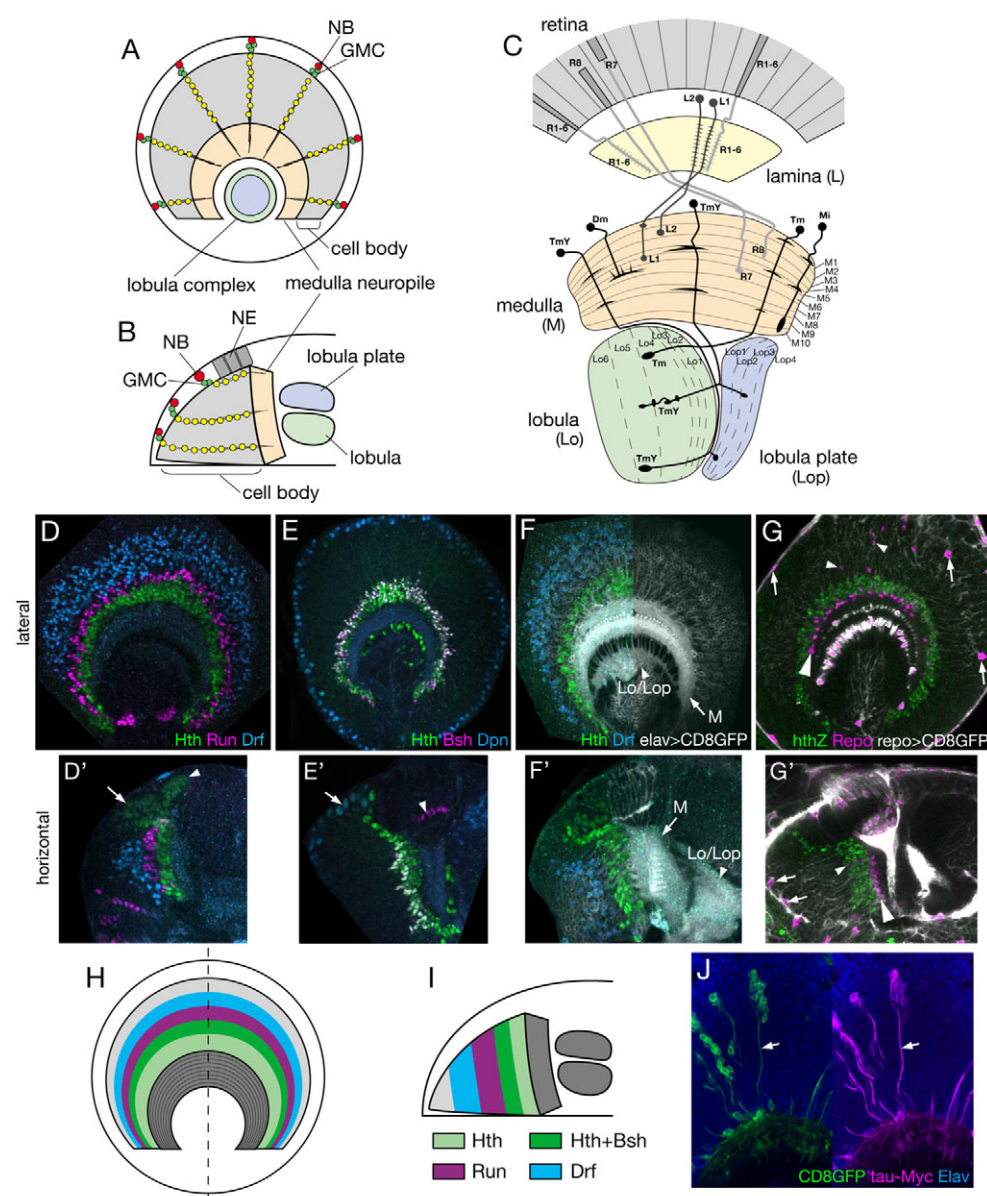 A
NB
GMC
cell body
lobula complex
medulla neuropile
B
NE
NB
GMC
lobula plate
lobula
cell body
C
retina
R8
R7
R1-6
L2
L1
R1-6
R1-6
lamina (L)
TmY
Dm
Tm
Mi
TmY
L2
L1
R8
R7
M1
M2
M3
M4
M5
M6
M7
M8
M9
M10
medulla
(M)
Lo6
Lo5
Lo4
Lo3
Lo2
Lo1
Lop1
Lop2
Lop3
Lop4
Tm
TmY
TmY
lobula
(Lo)
lobula plate
(Lop)
lateral
D
Hth Run Drf
E
Hth Bsh Dpn
F
Lo/Lop
M
Hth Drf elav>CD8GFP
G
hthZ Repo repo>CD8GFP
horizontal
D'
E'
F'
M
Lo/Lop
G'
H
I
Hth
Hth+Bsh
Run
Drf
J
CD8GFP tau-Myc Elav